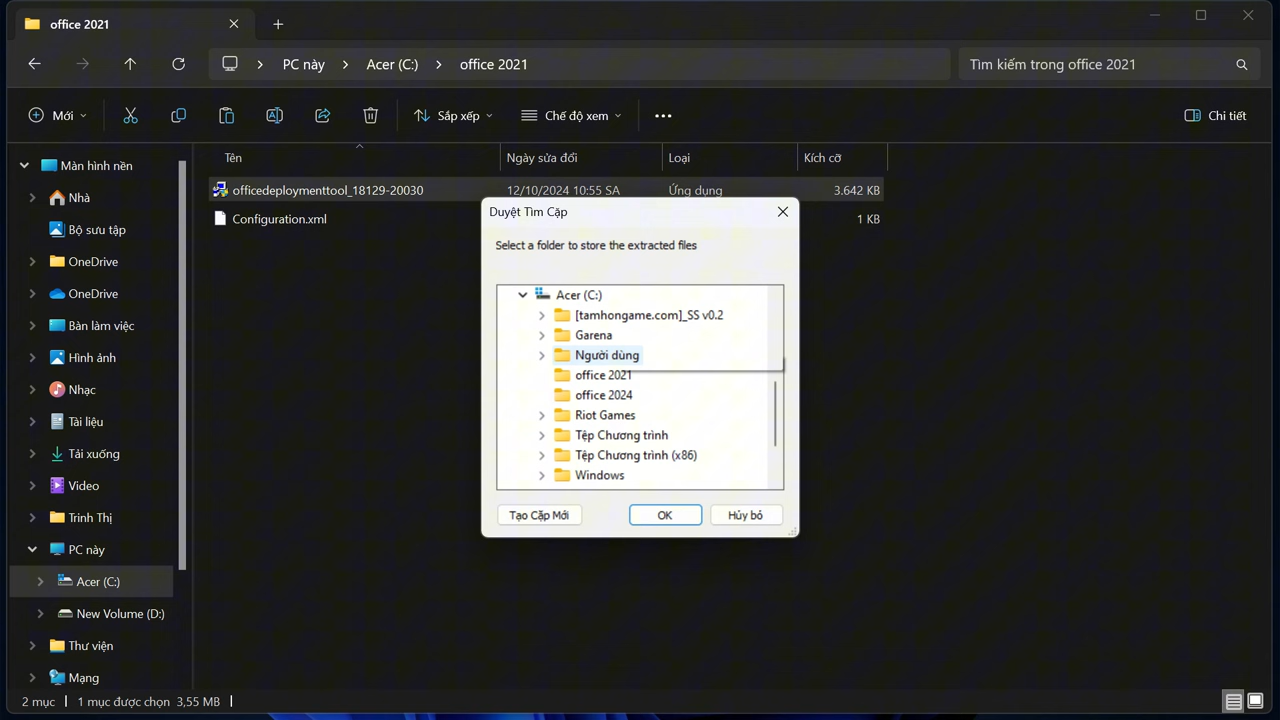 office 2021
PC này
Acer (C:)
office 2021
Tìm kiếm trong office 2021
Mới
Sắp xếp
Chế độ xem
Chi tiết
Tên
Ngày sửa đổi
Loại
Kích cỡ
officedeploymenttool_18129-20030
12/10/2024 10:55 SA
Ứng dụng
3.642 KB
Configuration.xml
1 KB
Màn hình nền
Nhà
Bộ sưu tập
OneDrive
OneDrive
Bàn làm việc
Hình ảnh
Nhạc
Tài liệu
Tải xuống
Video
Trinh Thị
PC này
Acer (C:)
New Volume (D:)
Thư viện
Mạng
Duyệt Tìm Cặp
Select a folder to store the extracted files
Acer (C:)
[tamhongame.com]_SS v0.2
Garena
Người dùng
office 2021
office 2024
Riot Games
Tệp Chương trình
Tệp Chương trình (x86)
Windows
Tạo Cặp Mới
OK
Hủy bỏ
2 mục
1 mục được chọn 3,55 MB